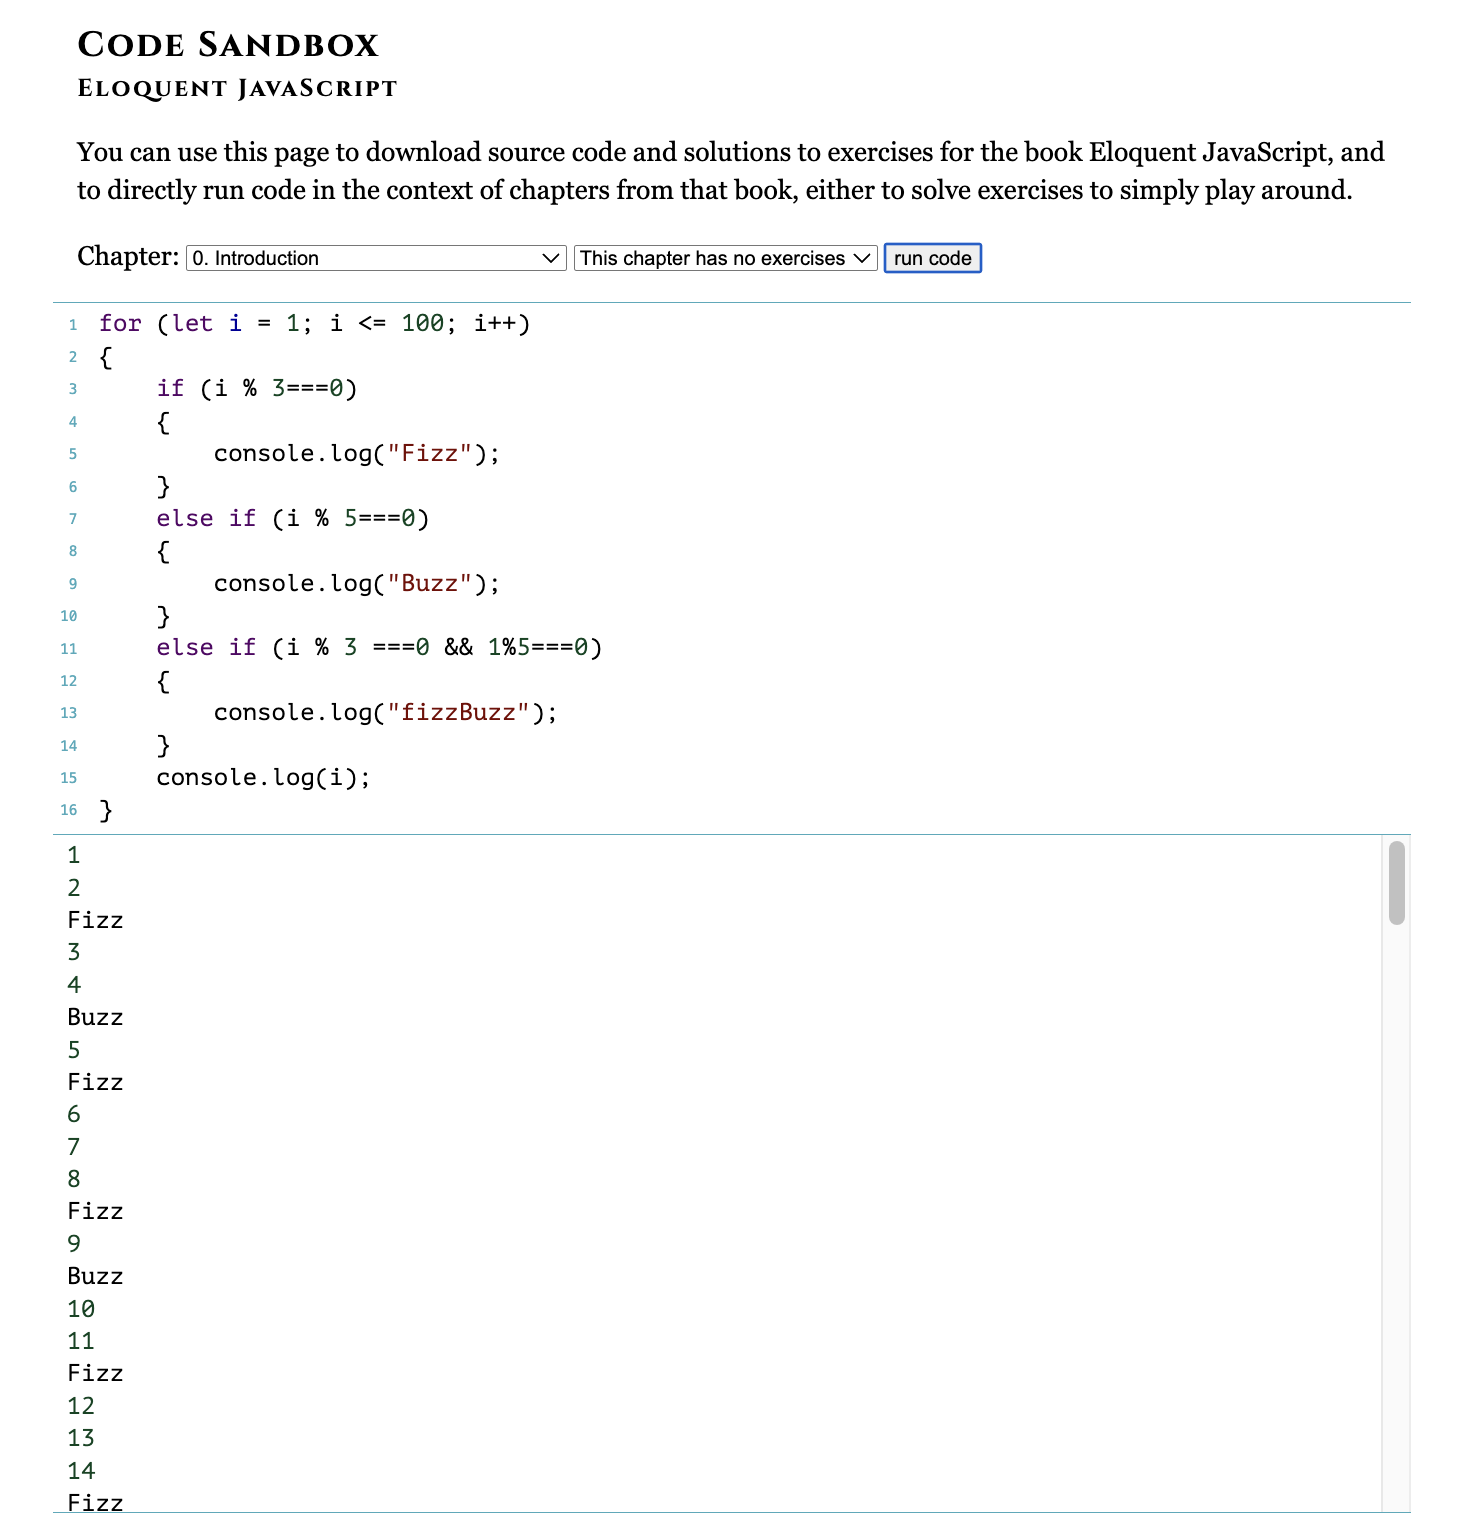 Code Sandbox
Eloquent JavaScript
You can use this page to download source code and solutions to exercises for the book Eloquent JavaScript, and
to directly run code in the context of chapters from that book, either to solve exercises to simply play around.
Chapter: 0. Introduction This chapter has no exercises run code
1 for (let i = 1; i <= 100; i++)
2 {
3     if (i % 3===0)
4     {
5         console.log("Fizz");
6     }
7     else if (i % 5===0)
8     {
9         console.log("Buzz");
10     }
11     else if (i % 3 ===0 && 1%5===0)
12     {
13         console.log("fizzBuzz");
14     }
15     console.log(i);
16 }
1
2
Fizz
3
4
Buzz
5
Fizz
6
7
8
Fizz
9
Buzz
10
11
Fizz
12
13
14
Fizz